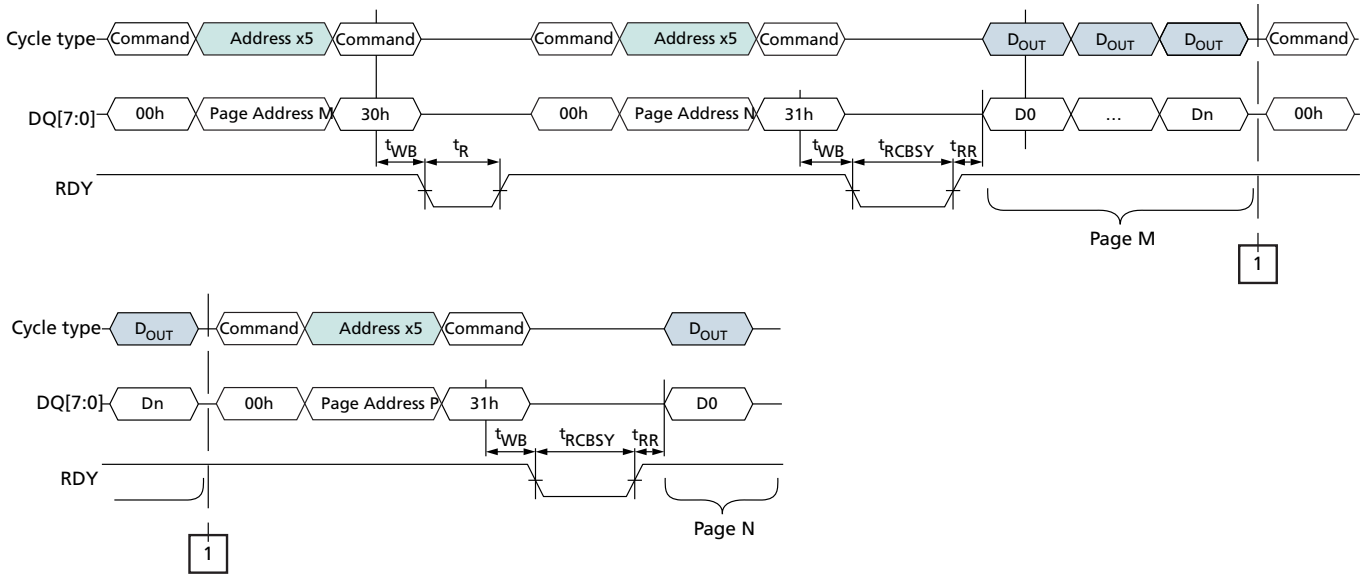 Cycle type Command Address x5 Command Command Address x5 Command DOUT DOUT DOUT Command
DQ[7:0] 00h Page Address M 30h 00h Page Address N 31h D0 ... Dn 00h
tWB tR tWB tRCBSY tRR
RDY
Page M
1
Cycle type DOUT Command Address x5 Command DOUT
DQ[7:0] Dn 00h Page Address P 31h D0
tWB tRCBSY tRR
RDY
Page N
1